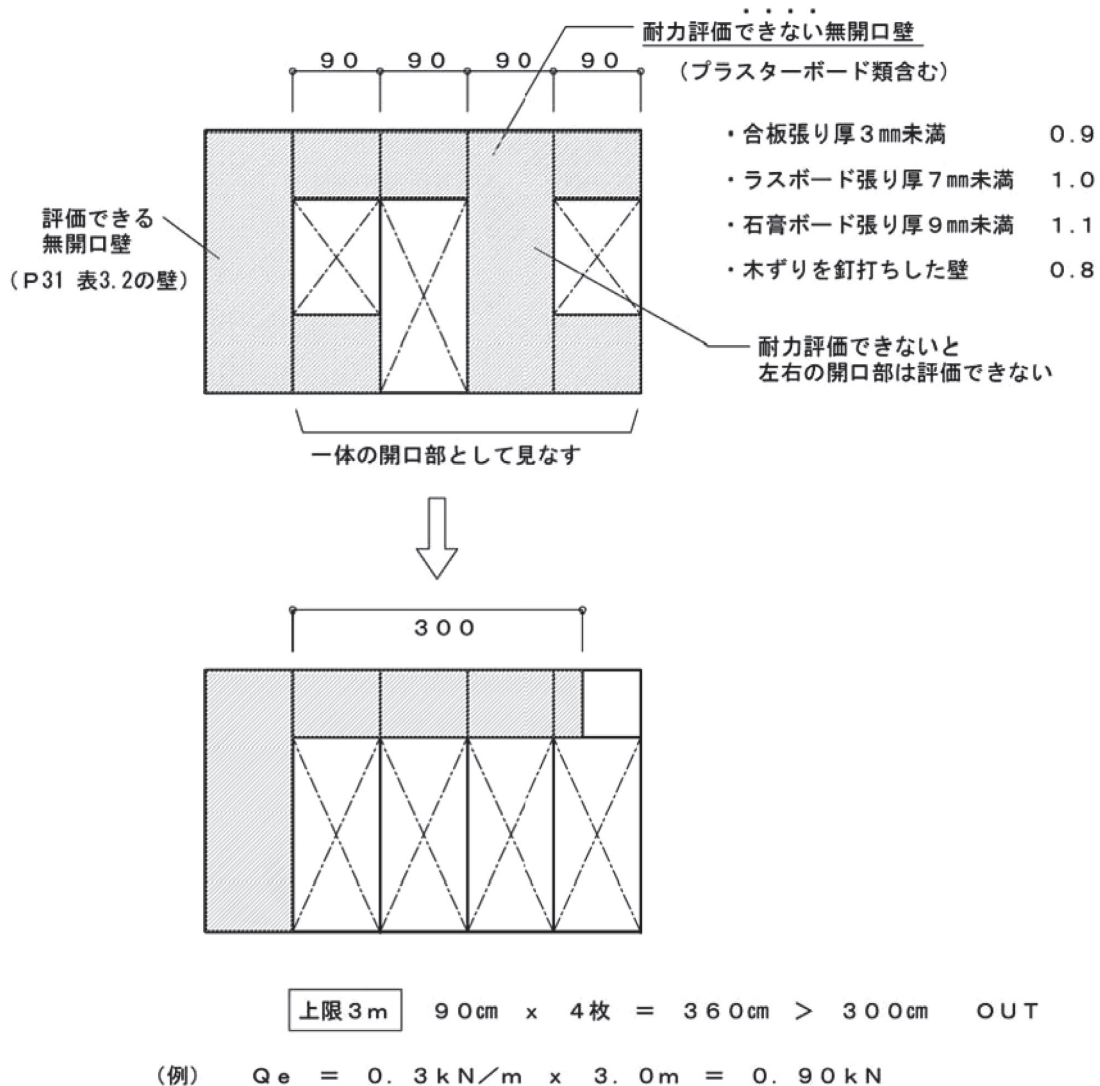 耐力評価できない無開口壁
（プラスターボード類含む）
９０　９０　９０　９０
・合板張り厚３㎜未満　０.９
・ラスボード張り厚７㎜未満　１.０
・石膏ボード張り厚９㎜未満　１.１
・木ずりを釘打ちした壁　０.８
評価できる
無開口壁
（Ｐ31 表3.2の壁）
耐力評価できないと
左右の開口部は評価できない
一体の開口部として見なす
３００
上限３ｍ　９０㎝　ｘ　４枚　＝　３６０㎝　＞　３００㎝　ＯＵＴ
（例）　Ｑｅ　＝　０．３ｋＮ／ｍ　ｘ　３．０ｍ　＝　０．９０ｋＮ